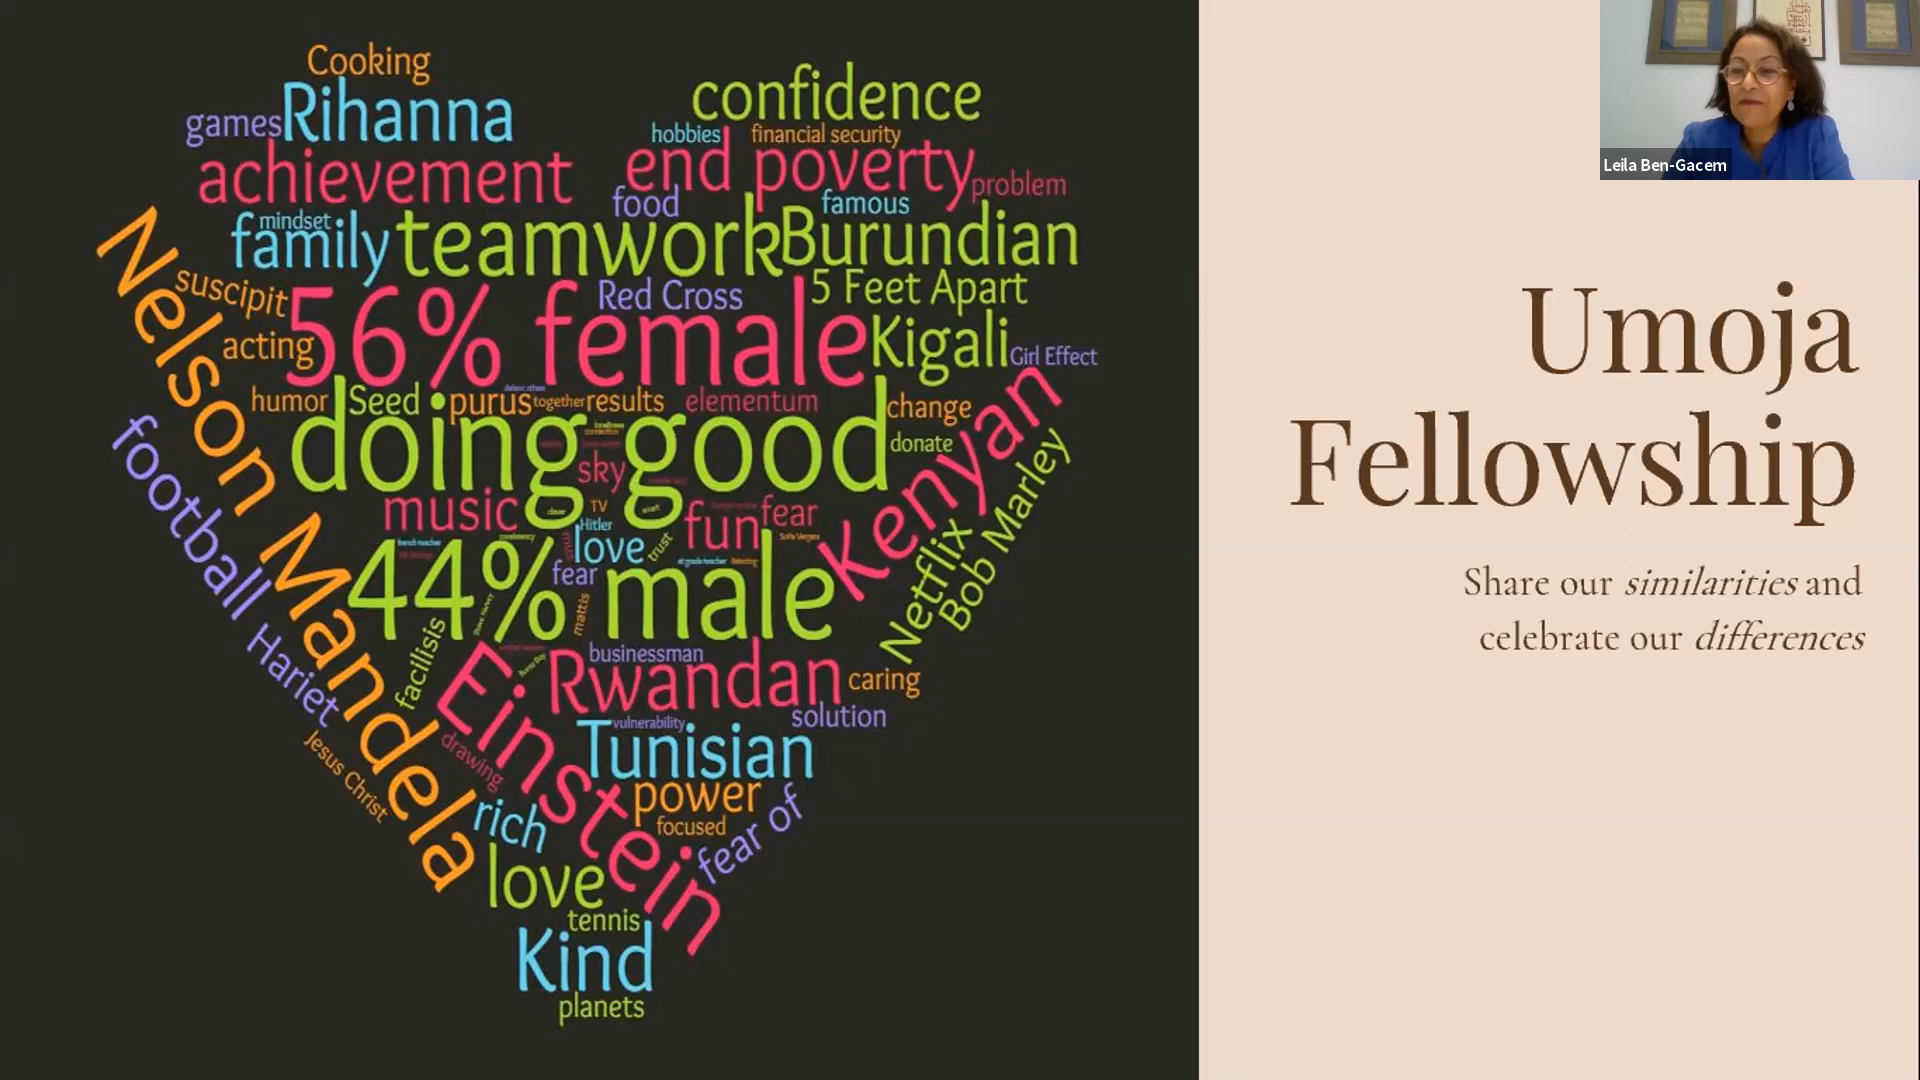 Cooking
Rihanna
games
confidence
hobbies
financial security
achievement
end poverty
problem
food
famous
mindset
family
teamwork
Burundian
Nelson Mandela
suscipit
Red Cross
5 Feet Apart
56% female
acting
Kigali
Girl Effect
humor
Seed
purus
together
results
elementum
change
Kenyan
doing good
donate
football
sky
Bob Marley
music
TV
fun
fear
Hitler
love
trust
Netflix
44% male
fear
mattis
facilisis
Hariet
businessman
Einstein
Rwandan
caring
vulnerability
solution
Tunisian
Jesus Christ
drawing
power
rich
focused
fear of
love
tennis
Kind
planets
Leila Ben-Gacem
Umoja
Fellowship
Share our similarities and
celebrate our differences